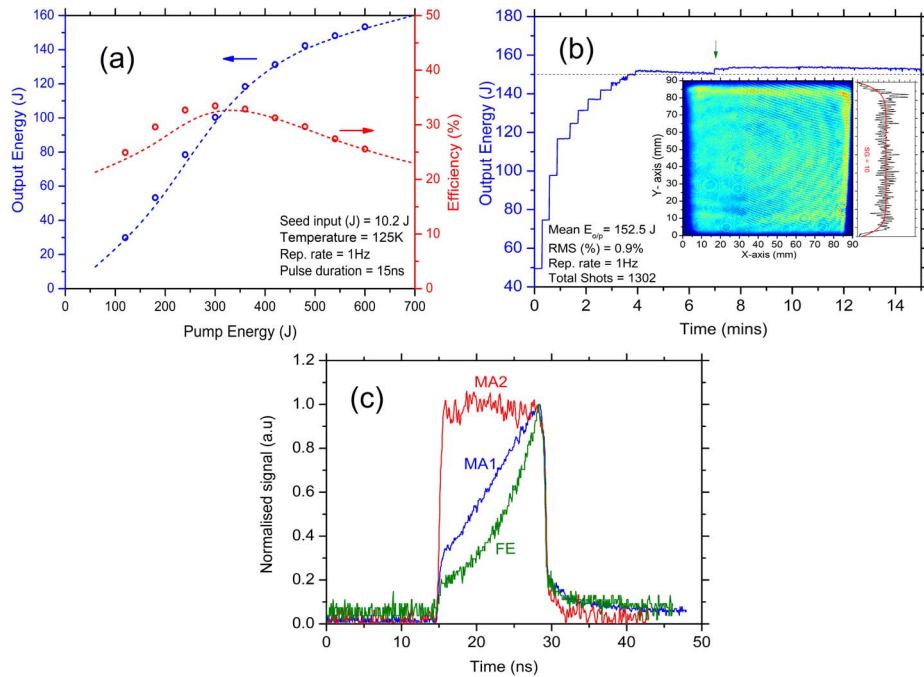 (a)
160
140
120
100
80
60
40
20
0
Output Energy (J)
50
40
30
20
10
0
Efficiency (%)
Seed input (J) = 10.2 J
Temperature = 125K
Rep. rate = 1Hz
Pulse duration = 15ns
0 100 200 300 400 500 600 700
Pump Energy (J)
(b)
180
160
140
120
100
80
60
40
Output Energy (J)
Mean E o/p = 152.5 J
RMS (%) = 0.9%
Rep. rate = 1Hz
Total Shots = 1302
90
80
70
60
50
40
30
20
10
0
Y- axis (mm)
0 10 20 30 40 50 60 70 80 90
X-axis (mm)
SG = 10
0 2 4 6 8 10 12 14
Time (mins)
(c)
1.2
1.0
0.8
0.6
0.4
0.2
0.0
Normalised signal (a.u)
MA2
MA1
FE
0 10 20 30 40 50
Time (ns)